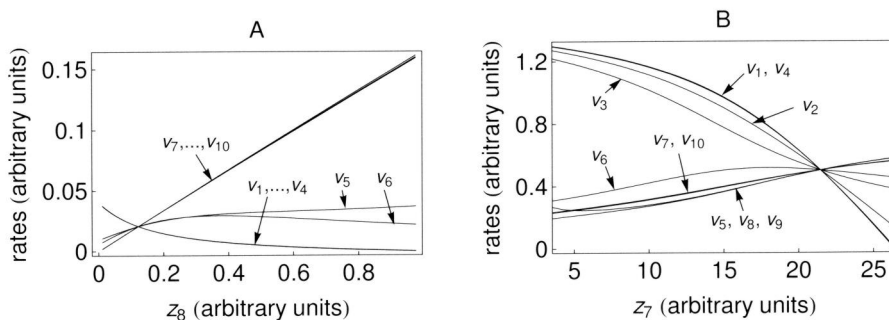 A
rates (arbitrary units)
0.15
0.1
0.05
0
v7,...,v10
v1,...,v4
v5
v6
0 0.2 0.4 0.6 0.8
z8 (arbitrary units)
B
rates (arbitrary units)
1.2
0.8
0.4
0
v1, v4
v2
v3
v7, v10
v6
v5, v8, v9
5 10 15 20 25
z7 (arbitrary units)